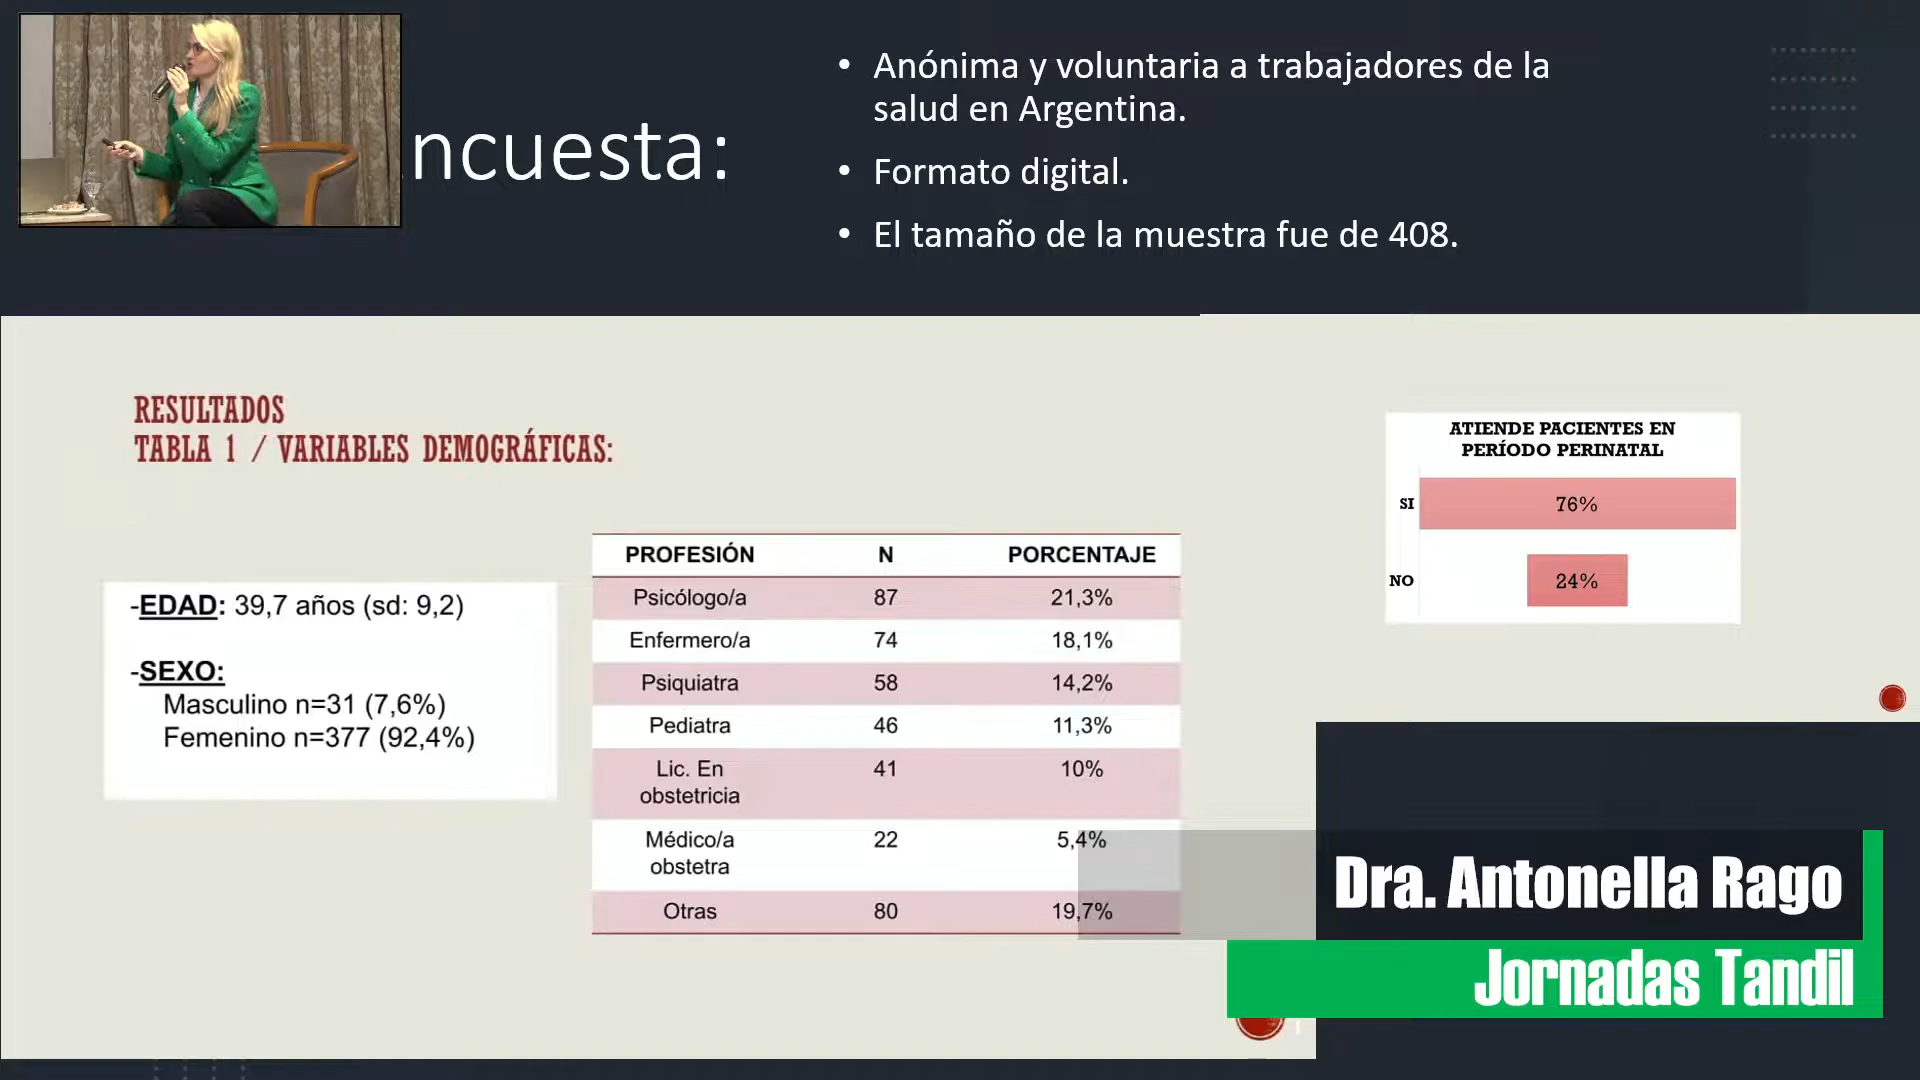 ncuesta:
• Anónima y voluntaria a trabajadores de la
salud en Argentina.
• Formato digital.
• El tamaño de la muestra fue de 408.
RESULTADOS
TABLA 1 / VARIABLES DEMOGRÁFICAS:
-EDAD: 39,7 años (sd: 9,2)
-SEXO:
Masculino n=31 (7,6%)
Femenino n=377 (92,4%)
PROFESIÓN N PORCENTAJE
Psicólogo/a 87 21,3%
Enfermero/a 74 18,1%
Psiquiatra 58 14,2%
Pediatra 46 11,3%
Lic. En 41 10%
obstetricia
Médico/a 22 5,4%
obstetra
Otras 80 19,7%
ATIENDE PACIENTES EN
PERÍODO PERINATAL
SI 76%
NO 24%
Dra. Antonella Rago
Jornadas Tandil